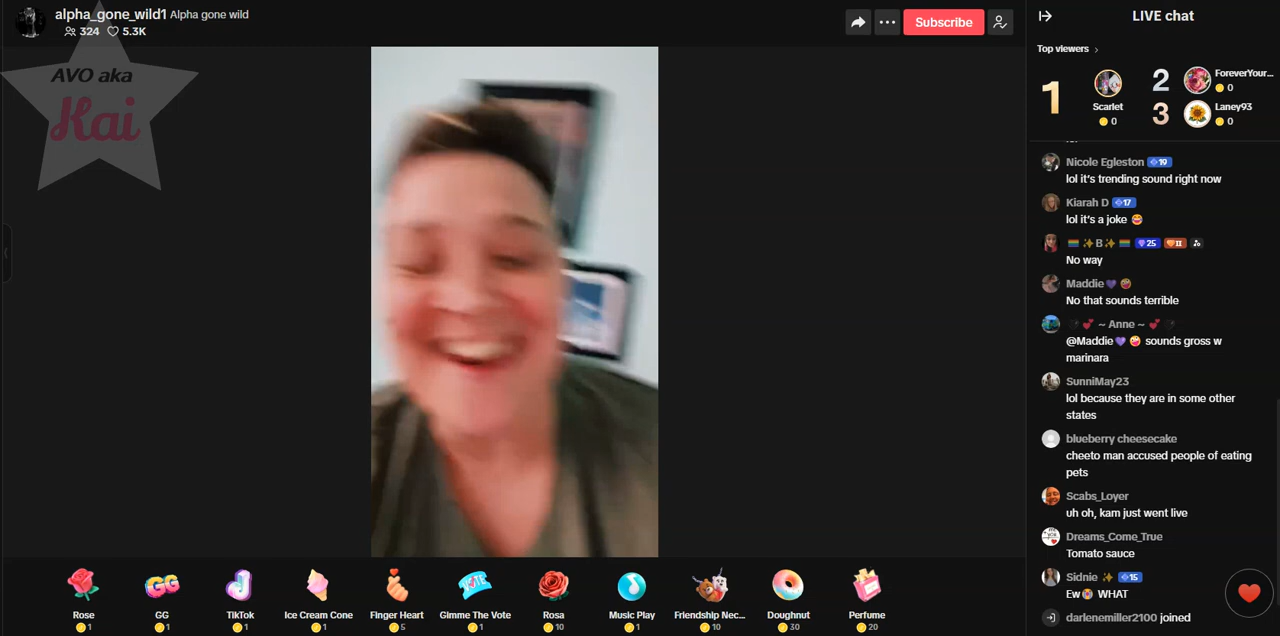 alpha_gone_wild1 Alpha gone wild
324 5.3K
Subscribe
AVO aka
Kai
LIVE chat
Top viewers
1
Scarlet
0
2
ForeverYour...
0
3
Laney93
0
Nicole Egleston 19
lol it's trending sound right now
Kiarah D 17
lol it's a joke 😄
🏳️‍🌈 ✨B✨ 🏳️‍🌈 25 II
No way
Maddie💜 🤪
No that sounds terrible
💕 ~ Anne ~ 💕
@Maddie💜 🤪 sounds gross w
marinara
SunniMay23
lol because they are in some other
states
blueberry cheesecake
cheeto man accused people of eating
pets
Scabs_Loyer
uh oh, kam just went live
Dreams_Come_True
Tomato sauce
Sidnie ✨ 15
Ew😭 WHAT
darlenemiller2100 joined
GG
VOTE
Rose GG TikTok Ice Cream Cone Finger Heart Gimme The Vote Rosa Music Play Friendship Nec... Doughnut Perfume
1 1 1 1 5 1 10 1 10 30 20